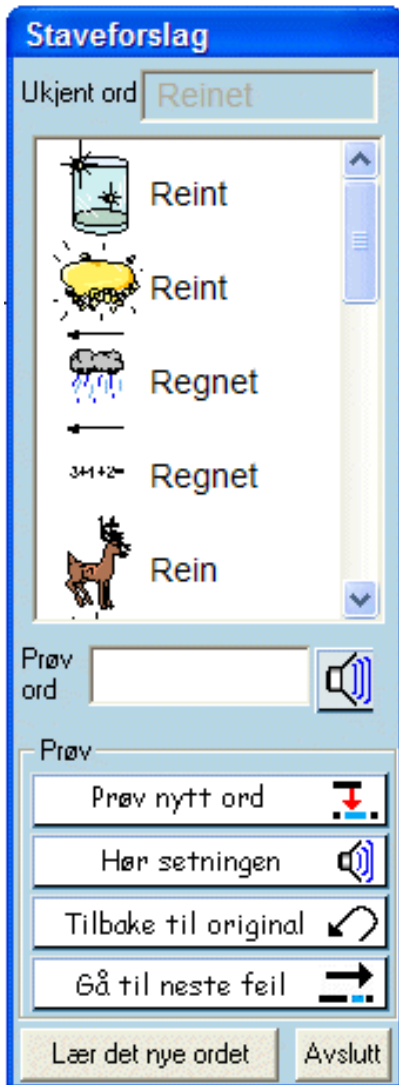 Staveforslag
Ukjent ord Reinet
Reint
Reint
Regnet
3+1+2= Regnet
Rein
Prøv
ord
Prøv
Prøv nytt ord
Hør setningen
Tilbake til original
Gå til neste feil
Lær det nye ordet Avslutt